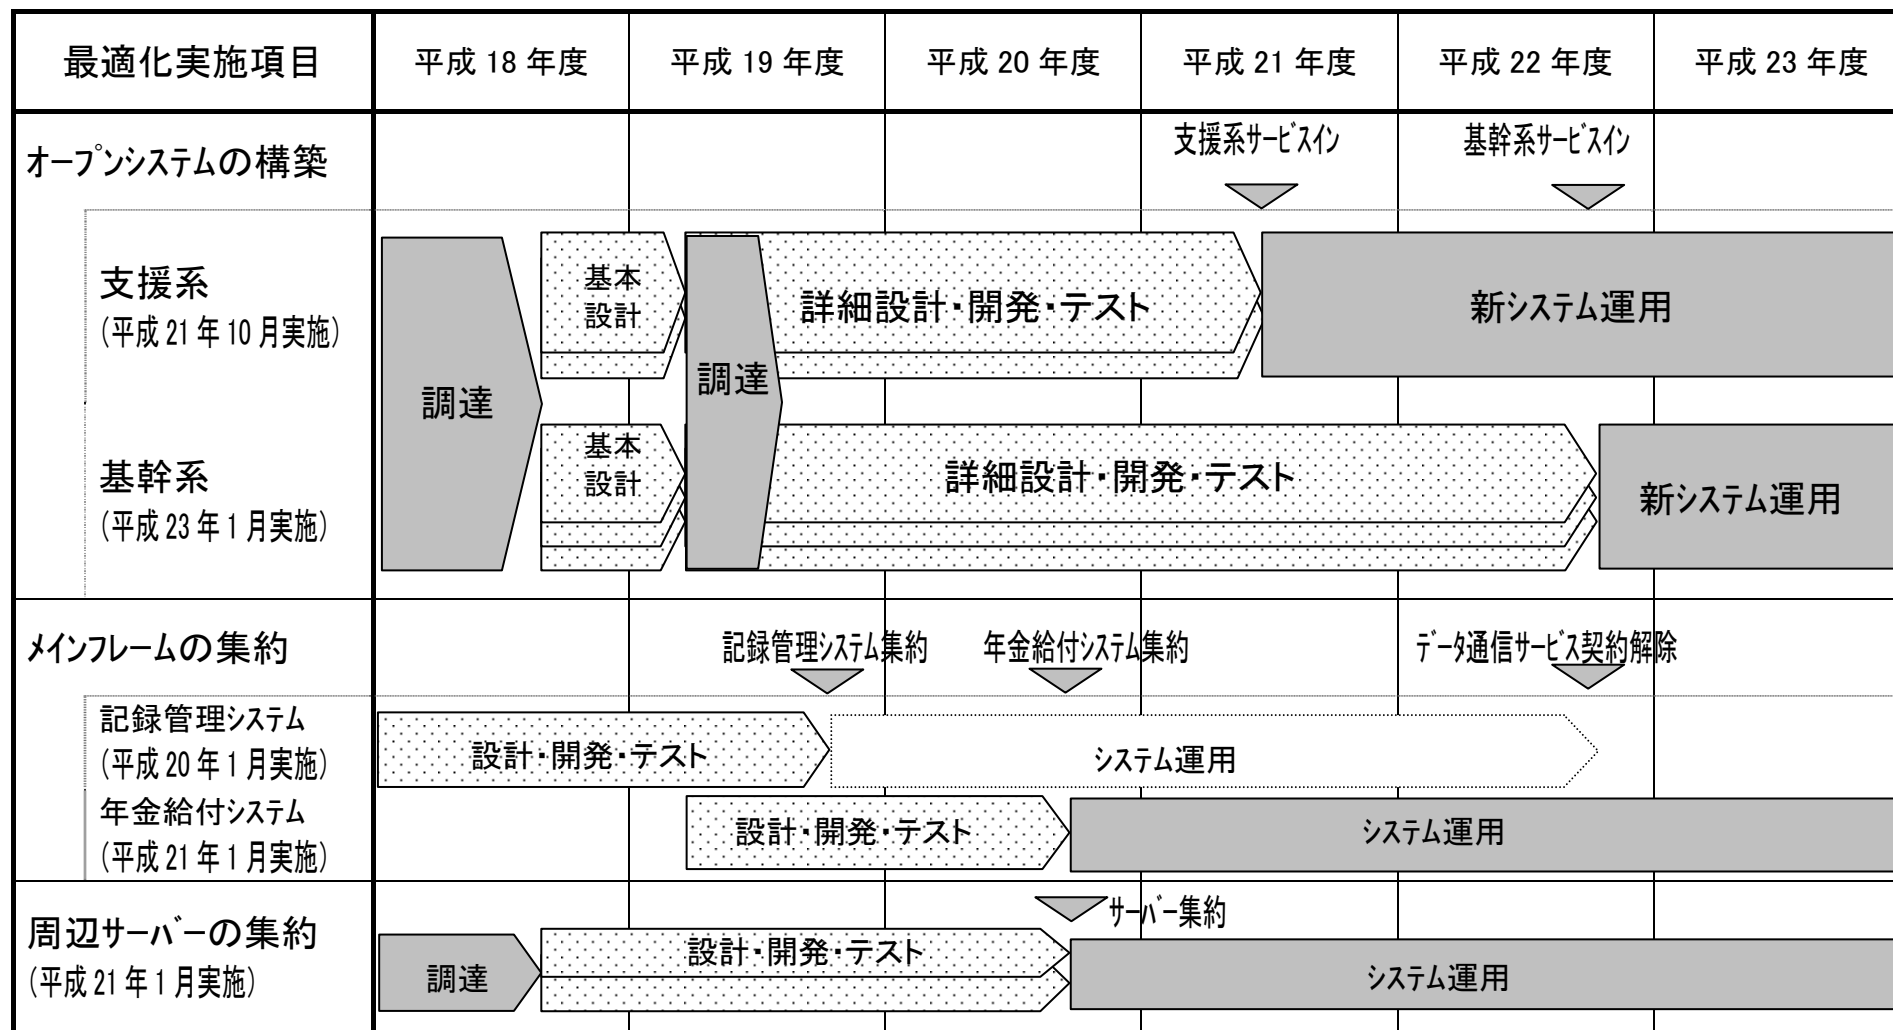 最適化実施項目
平成 18 年度
平成 19 年度
平成 20 年度
平成 21 年度
平成 22 年度
平成 23 年度
オープンシステムの構築
支援系サービスイン
基幹系サービスイン
支援系
(平成 21 年 10 月実施)
基幹系
(平成 23 年 1 月実施)
調達
基本
設計
調達
詳細設計・開発・テスト
新システム運用
基本
設計
詳細設計・開発・テスト
新システム運用
メインフレームの集約
記録管理システム集約
年金給付システム集約
データ通信サービス契約解除
記録管理システム
(平成 20 年 1 月実施)
設計・開発・テスト
システム運用
年金給付システム
(平成 21 年 1 月実施)
設計・開発・テスト
システム運用
周辺サーバーの集約
(平成 21 年 1 月実施)
サーバー集約
調達
設計・開発・テスト
システム運用